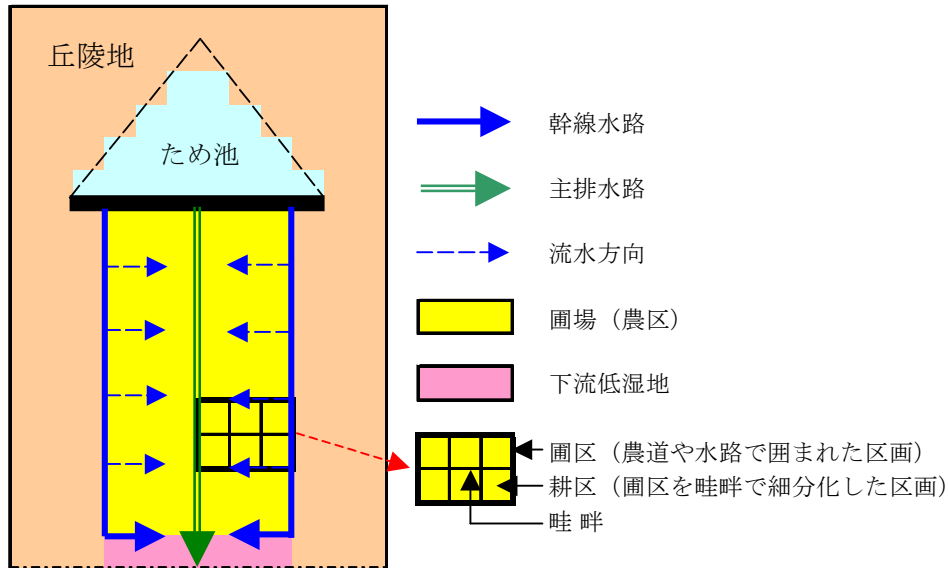 丘陵地
ため池
幹線水路
主排水路
流水方向
圃場（農区）
下流低湿地
圃区（農道や水路で囲まれた区画）
耕区（圃区を畦畔で細分化した区画）
畦 畔